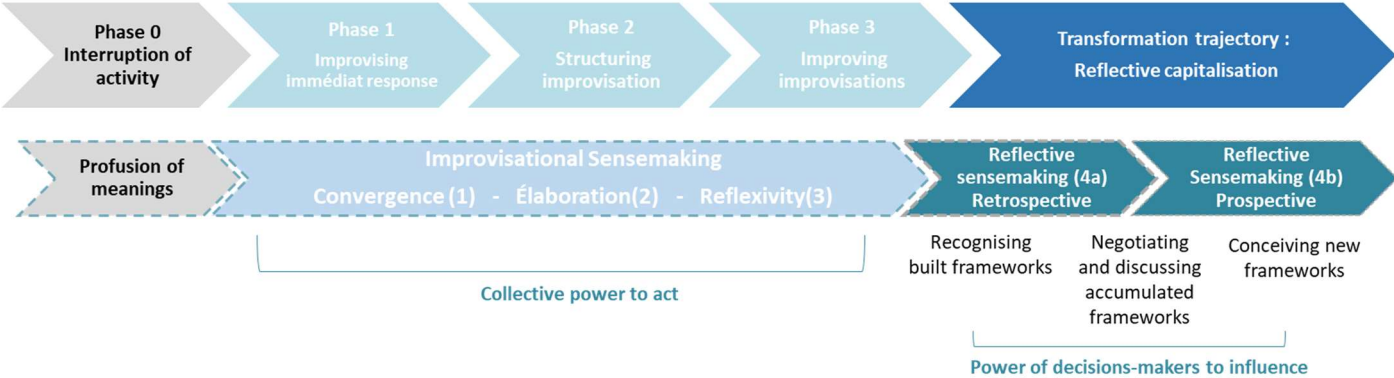 Phase 0
Interruption of
activity
Phase 1
Improvising
immédiat response
Phase 2
Structuring
improvisation
Phase 3
Improving
improvisations
Transformation trajectory :
Reflective capitalisation
Profusion of
meanings
Improvisational Sensemaking
Convergence (1) - Élaboration(2) - Reflexivity(3)
Reflective
sensemaking (4a)
Retrospective
Reflective
Sensemaking (4b)
Prospective
Collective power to act
Recognising
built frameworks
Negotiating
and discussing
accumulated
frameworks
Conceiving new
frameworks
Power of decisions-makers to influence